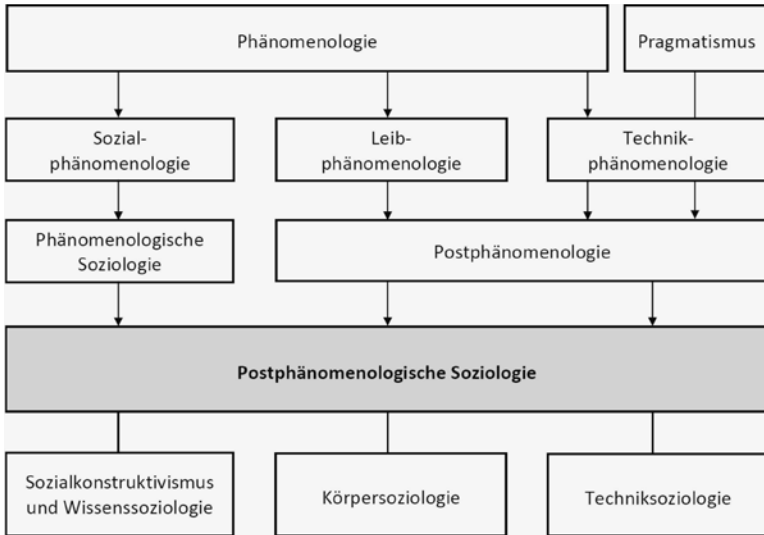 Phänomenologie
Pragmatismus
Sozial-
phänomenologie
Leib-
phänomenologie
Technik-
phänomenologie
Phänomenologische
Soziologie
Postphänomenologie
Postphänomenologische Soziologie
Sozialkonstruktivismus
und Wissenssoziologie
Körpersoziologie
Techniksoziologie